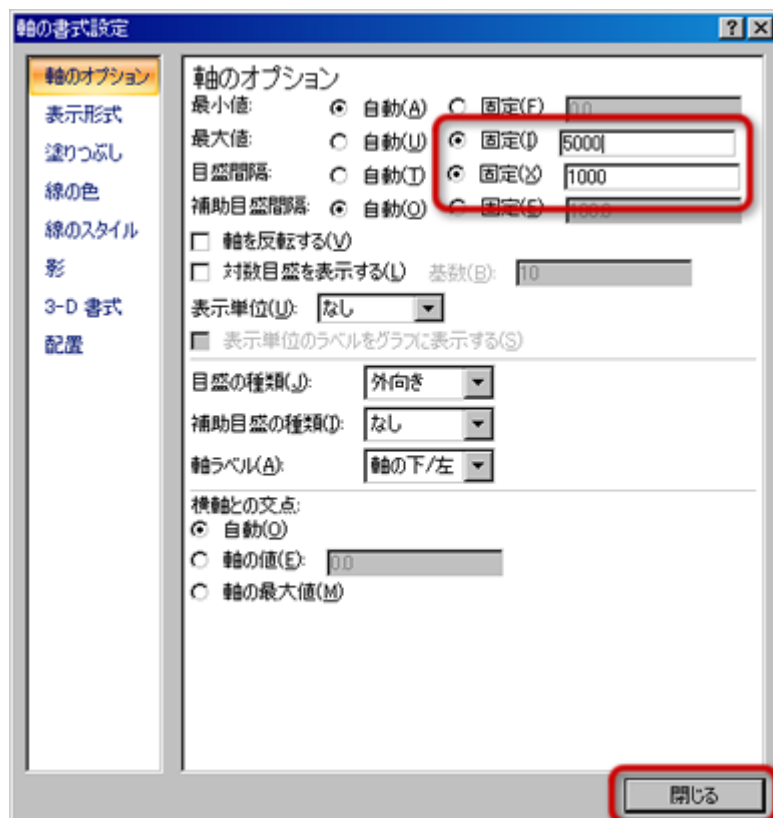 軸の書式設定
軸のオプション
表示形式
塗りつぶし
線の色
線のスタイル
影
3-D 書式
配置
軸のオプション
最小値: 自動(A) 固定(F) 0.0
最大値: 自動(U) 固定(I) 5000
目盛間隔: 自動(T) 固定(X) 1000
補助目盛間隔: 自動(O) 固定(E) 100.0
軸を反転する(V)
対数目盛を表示する(L) 基数(B): 10
表示単位(U): なし
表示単位のラベルをグラフに表示する(S)
目盛の種類(J): 外向き
補助目盛の種類(I): なし
軸ラベル(A): 軸の下/左
横軸との交点:
自動(O)
軸の値(E): 0.0
軸の最大値(M)
閉じる